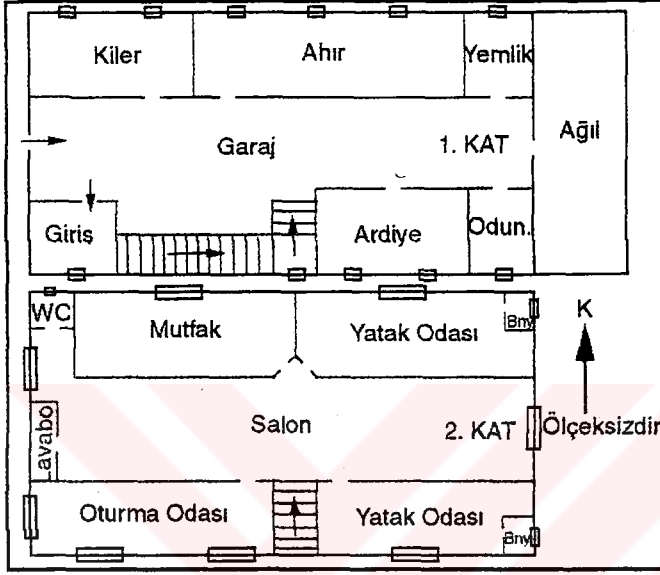 Kiler
Ahır
Yemlik
Garaj
1. KAT
Ağıl
Giriş
Ardiye
Odun.
WC
Mutfak
Yatak Odası
Bny
K
Lavabo
Salon
2. KAT
Ölçeksizdir
Oturma Odası
Yatak Odası
Bny